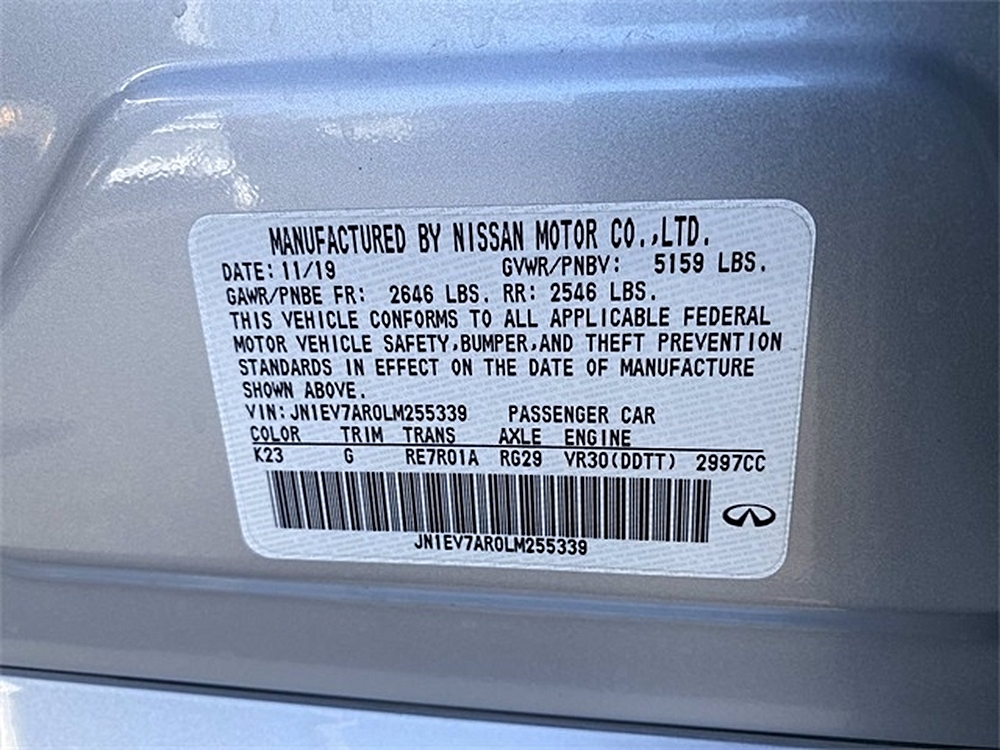 MANUFACTURED BY NISSAN MOTOR CO.,LTD.
DATE: 11/19 GVWR/PNBV: 5159 LBS.
GAWR/PNBE FR: 2646 LBS. RR: 2546 LBS.
THIS VEHICLE CONFORMS TO ALL APPLICABLE FEDERAL
MOTOR VEHICLE SAFETY,BUMPER,AND THEFT PREVENTION
STANDARDS IN EFFECT ON THE DATE OF MANUFACTURE
SHOWN ABOVE.
VIN: JN1EV7AR0LM255339 PASSENGER CAR
COLOR TRIM TRANS AXLE ENGINE
K23 G RE7R01A RG29 VR30(DDTT) 2997CC
JN1EV7AR0LM255339